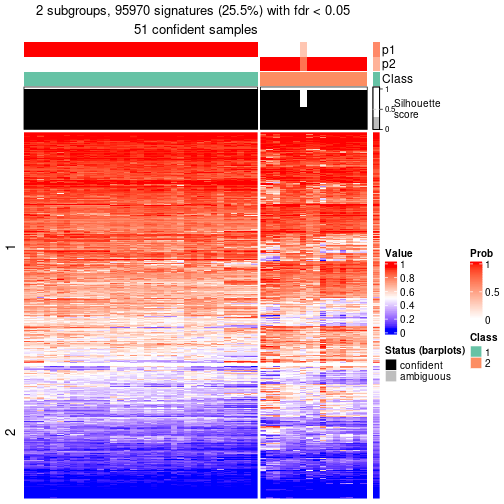 2 subgroups, 95970 signatures (25.5%) with fdr < 0.05
51 confident samples
p1
p2
Class
1
0.5
0
Silhouette
score
1
2
Value
1
0.8
0.6
0.4
0.2
0
Status (barplots)
confident
ambiguous
Prob
1
0.5
0
Class
1
2